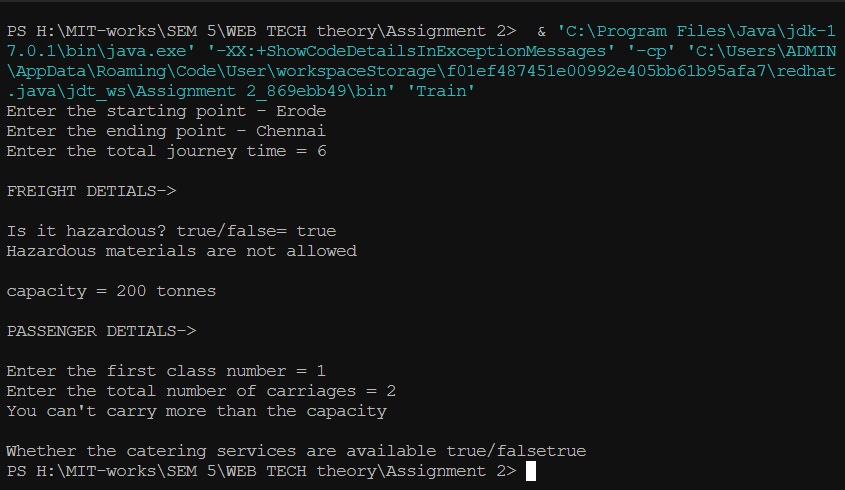 PS H:\MIT-works\SEM 5\WEB TECH theory\Assignment 2>  & 'C:\Program Files\Java\jdk-1
7.0.1\bin\java.exe' '-XX:+ShowCodeDetailsInExceptionMessages' '-cp' 'C:\Users\ADMIN
\AppData\Roaming\Code\User\workspaceStorage\f01ef487451e00992e405bb61b95afa7\redhat
.java\jdt_ws\Assignment 2_869ebb49\bin' 'Train'
Enter the starting point - Erode
Enter the ending point - Chennai
Enter the total journey time = 6
FREIGHT DETIALS->
Is it hazardous? true/false= true
Hazardous materials are not allowed
capacity = 200 tonnes
PASSENGER DETIALS->
Enter the first class number = 1
Enter the total number of carriages = 2
You can't carry more than the capacity
Whether the catering services are available true/falsetrue
PS H:\MIT-works\SEM 5\WEB TECH theory\Assignment 2>